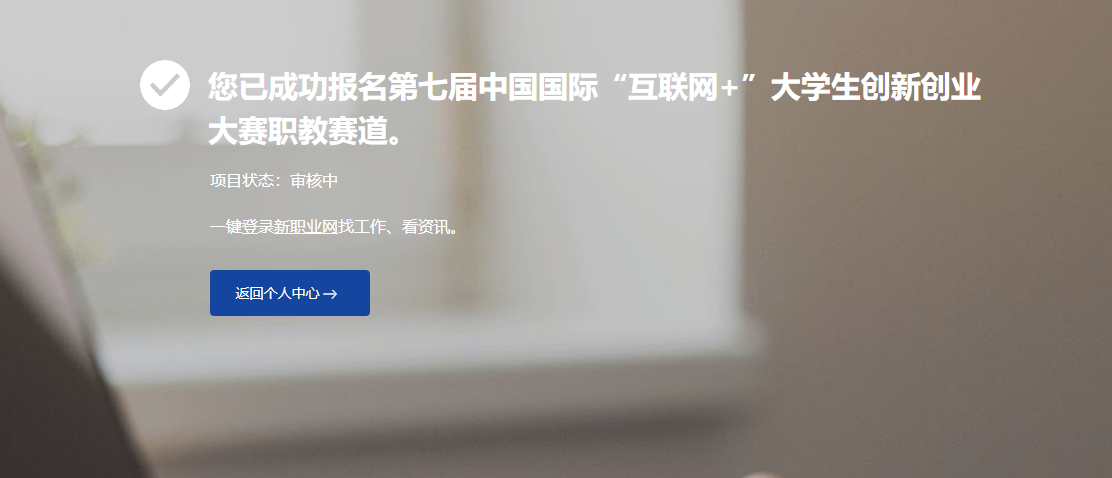 您已成功报名第七届中国国际“互联网+”大学生创新创业
大赛职教赛道。
项目状态：审核中
一键登录新职业网找工作、看资讯。
返回个人中心→